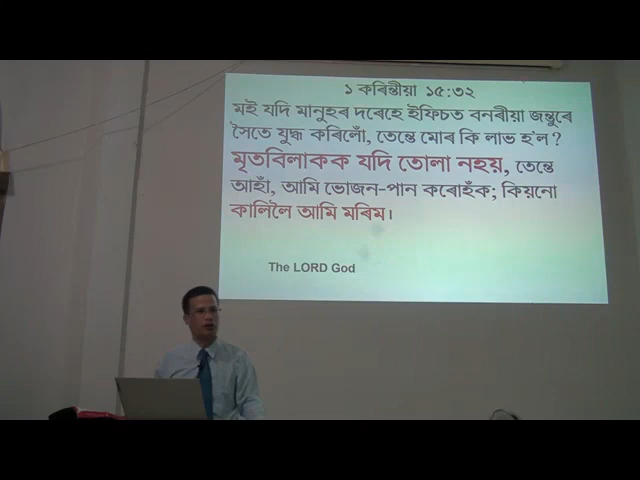 ১ কৰিন্তীয়া ১৫:৩২
মই যদি মানুহৰ দৰেহে ইফিচত বনৰীয়া জন্তুৰে
সৈতে যুদ্ধ কৰিলোঁ, তেন্তে মোৰ কি লাভ হ'ল?
মৃতবিলাকক যদি তোলা নহয়, তেন্তে
আহাঁ, আমি ভোজন-পান কৰোহঁক; কিয়নো
কালিলৈ আমি মৰিম।
The LORD God